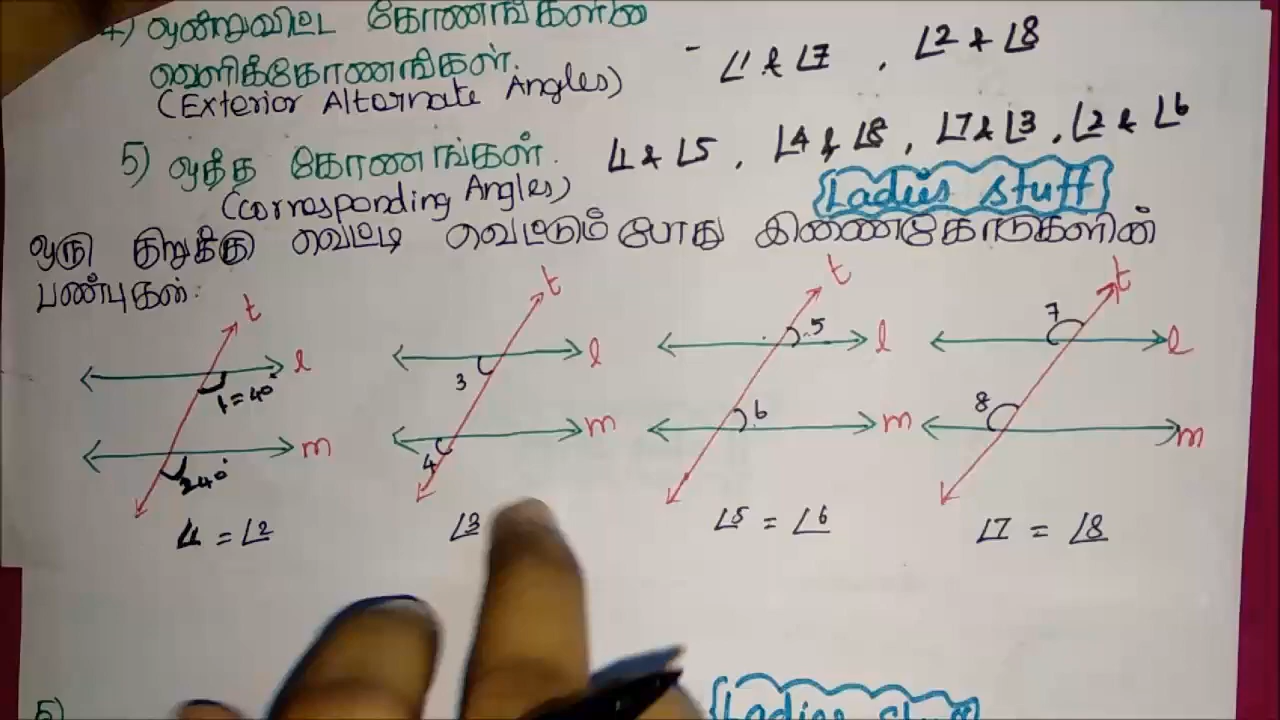 4) ஒன்றுவிட்ட கோணங்களான
வெளிக்கோணங்கள்.
(Exterior Alternate Angles)
- ∠1 & ∠7 , ∠2 & ∠8
5) ஒத்த கோணங்கள்.
(corresponding Angles)
∠1 & ∠5 , ∠4 & ∠8, ∠7 & ∠3, ∠2 & ∠6
Ladies stuff
ஒரு குறுக்கு வெட்டி வெட்டும்போது இணைகோடுகளின்
பண்புகள்:
t t t t
l l l l
1=40° 3 5 7
m m m m
2 40° 4 6 8
∠1 = ∠2 ∠3 ∠5 = ∠6 ∠7 = ∠8